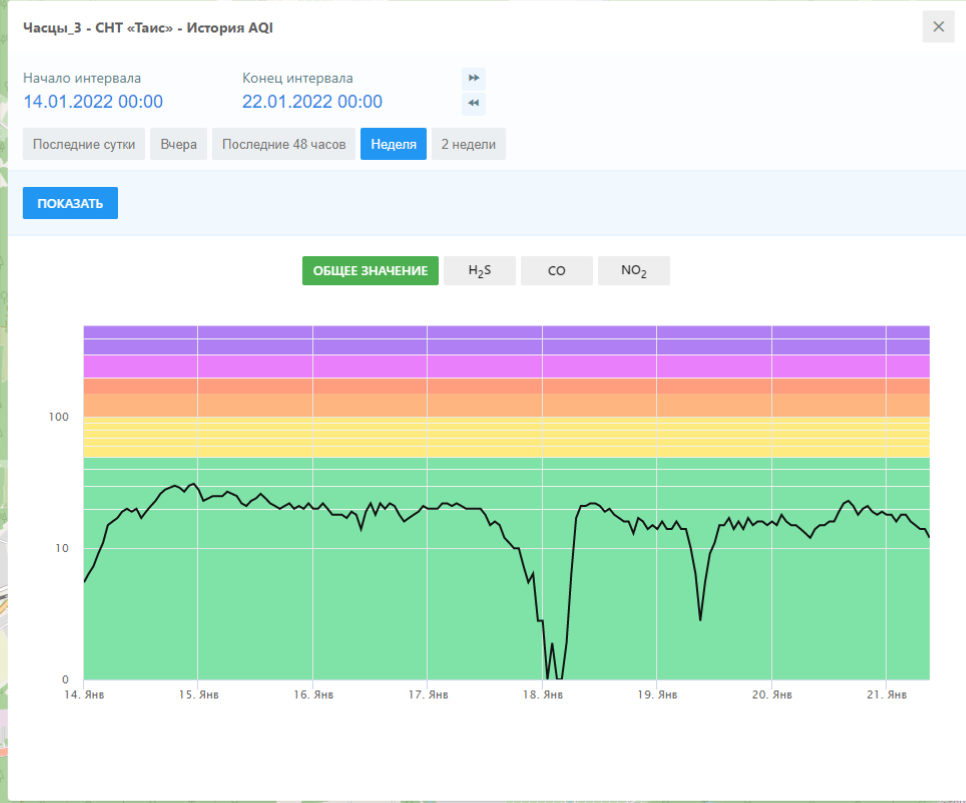 Часцы_3 - СНТ «Таис» - История AQI
Начало интервала
Конец интервала
14.01.2022 00:00
22.01.2022 00:00
Последние сутки
Вчера
Последние 48 часов
Неделя
2 недели
ПОКАЗАТЬ
ОБЩЕЕ ЗНАЧЕНИЕ
H₂S
CO
NO₂
100
10
0
14. Янв
15. Янв
16. Янв
17. Янв
18. Янв
19. Янв
20. Янв
21. Янв